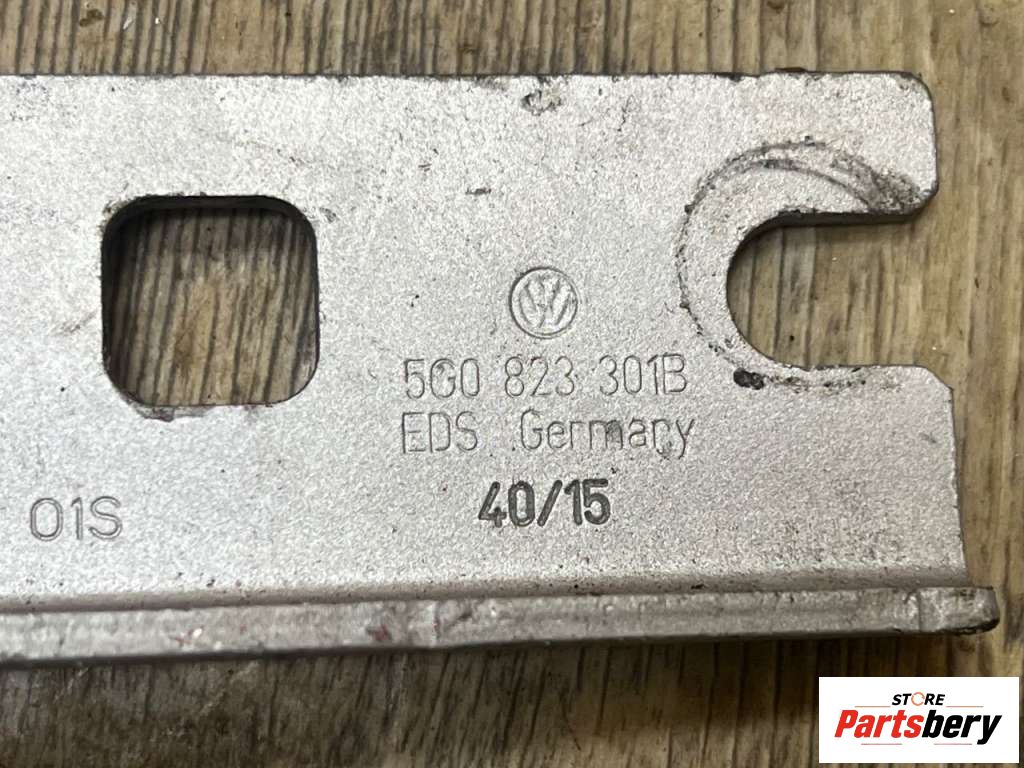 5G0 823 301B
EDS Germany
40/15
01S
STORE
Partsbery